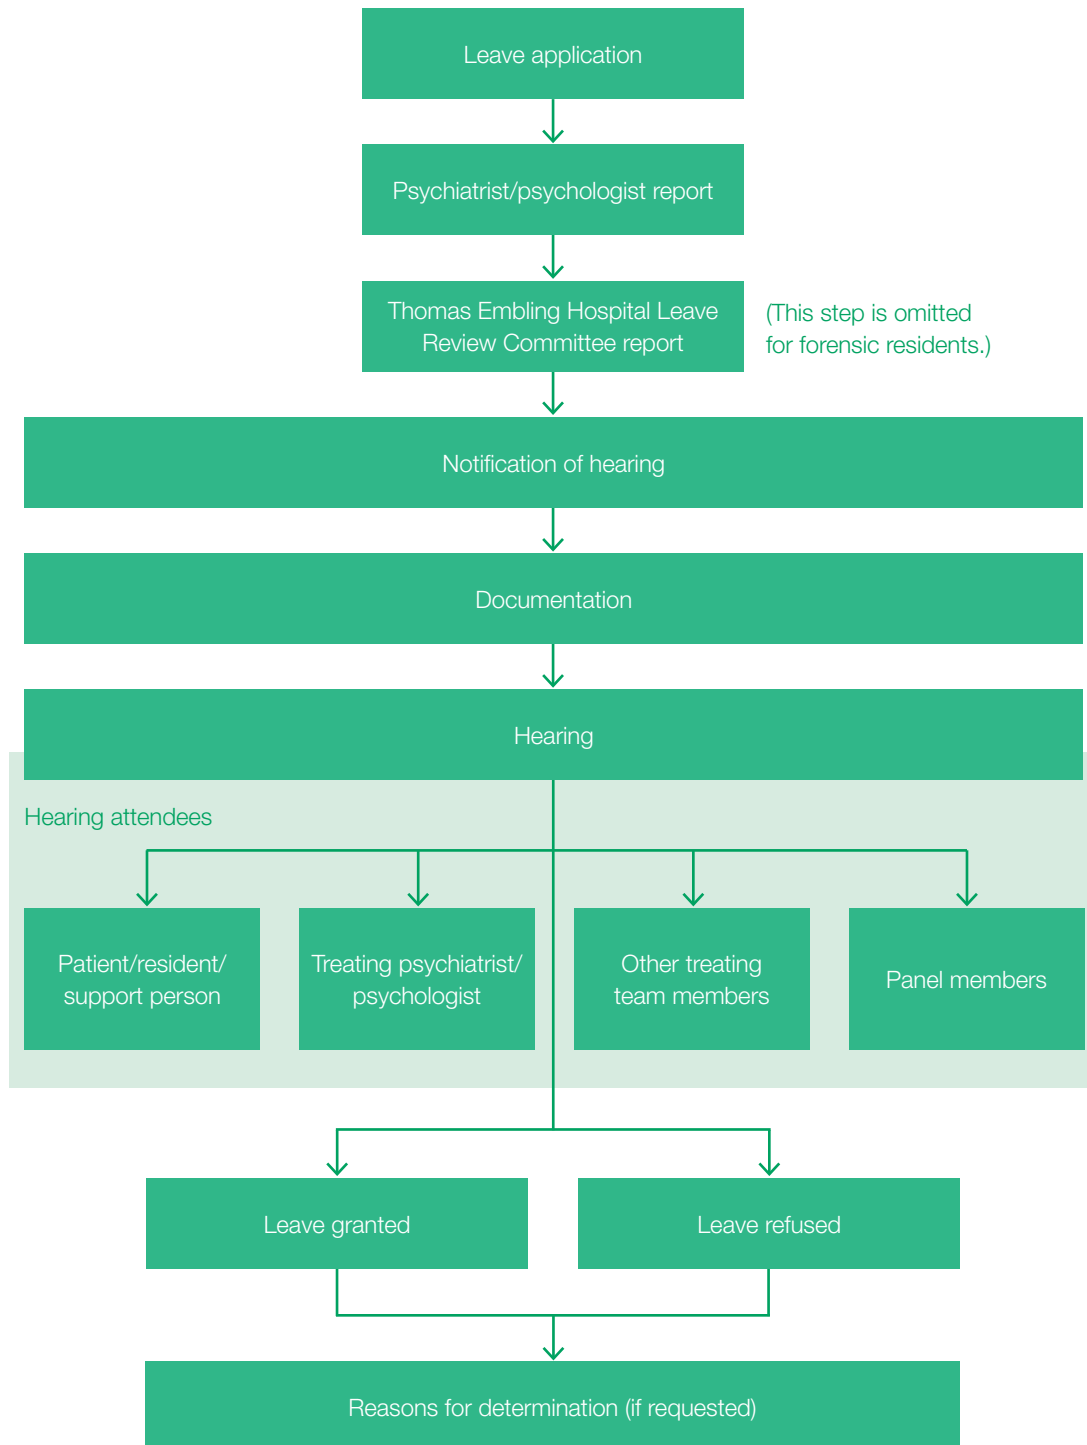 Leave application
Psychiatrist/psychologist report
Thomas Embling Hospital Leave
Review Committee report
(This step is omitted
for forensic residents.)
Notification of hearing
Documentation
Hearing
Hearing attendees
Patient/resident/
support person
Treating psychiatrist/
psychologist
Other treating
team members
Panel members
Leave granted
Leave refused
Reasons for determination (if requested)